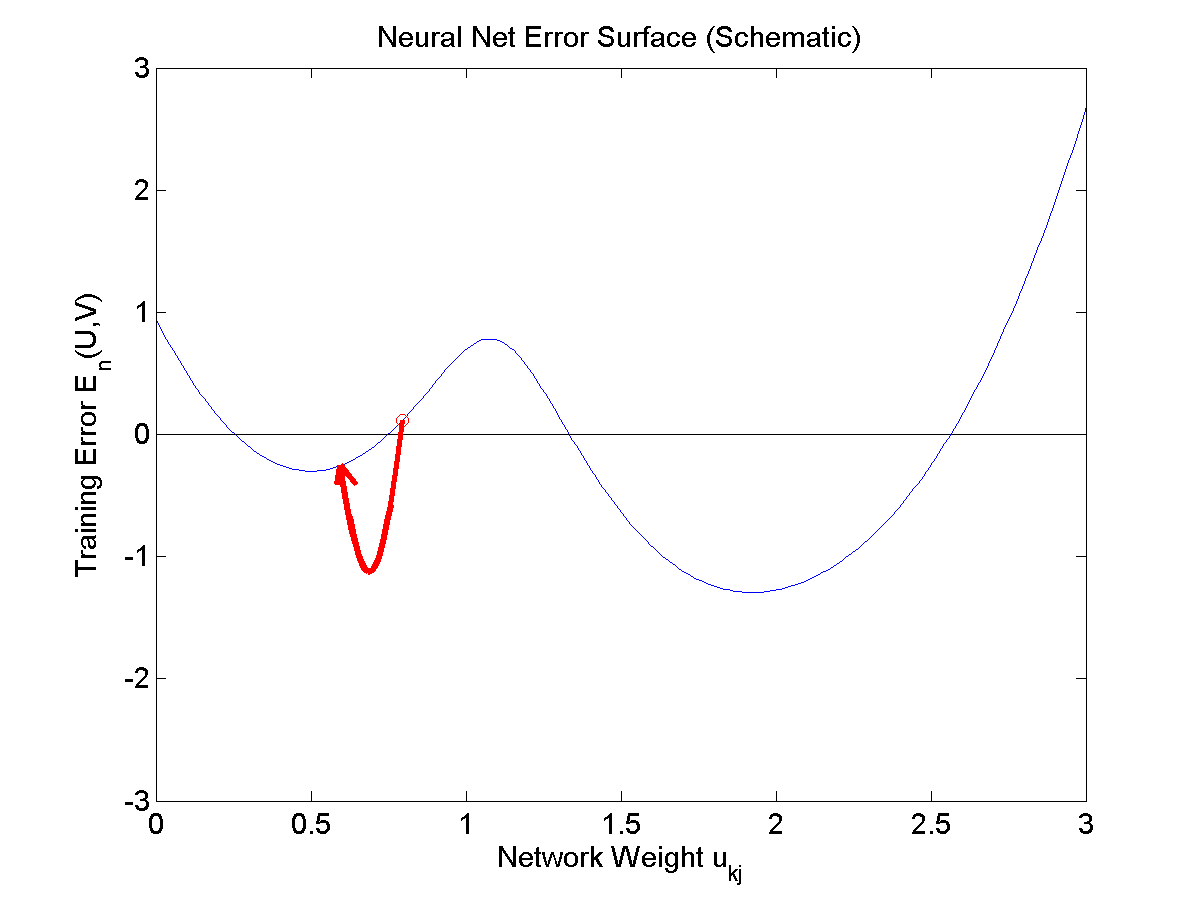 Neural Net Error Surface (Schematic)
3
2
1
0
-1
-2
-3
Training Error E_n(U,V)
0 0.5 1 1.5 2 2.5 3
Network Weight u_kj